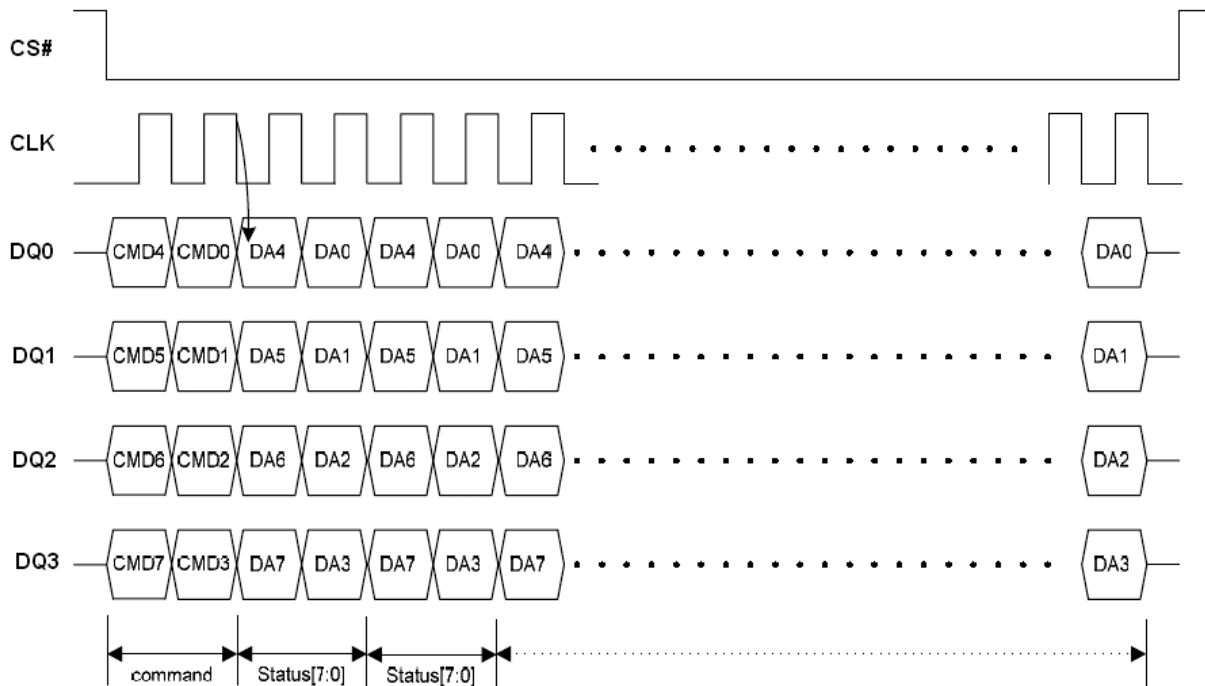 CS#
CLK
DQ0 CMD4 CMD0 DA4 DA0 DA4 DA0 DA4 DA0
DQ1 CMD5 CMD1 DA5 DA1 DA5 DA1 DA5 DA1
DQ2 CMD6 CMD2 DA6 DA2 DA6 DA2 DA6 DA2
DQ3 CMD7 CMD3 DA7 DA3 DA7 DA3 DA7 DA3
command Status[7:0] Status[7:0]